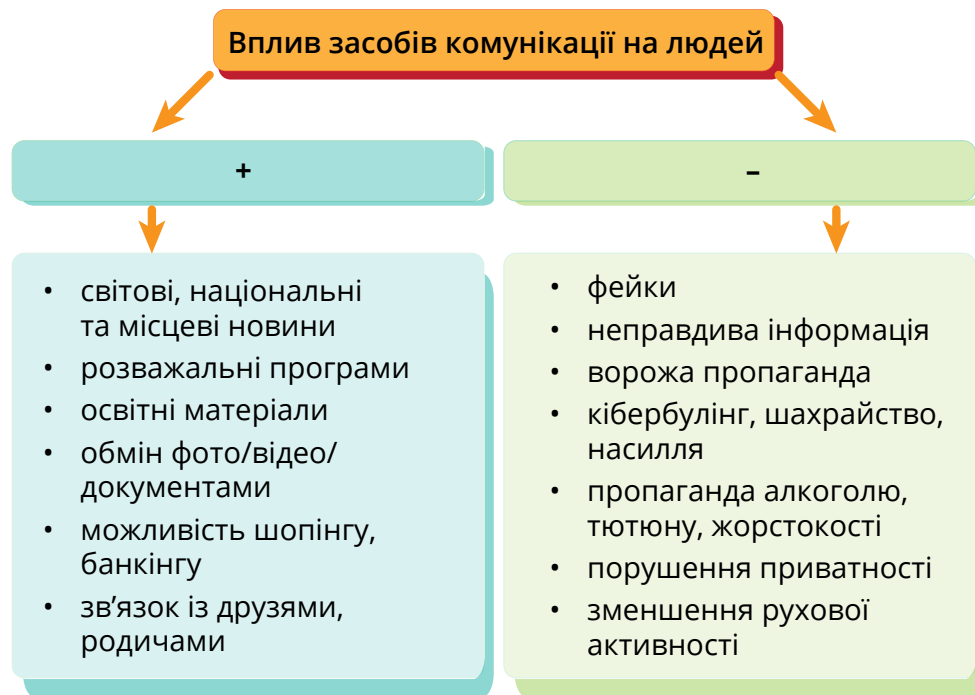 Вплив засобів комунікації на людей
+
• світові, національні
та місцеві новини
• розважальні програми
• освітні матеріали
• обмін фото/відео/
документами
• можливість шопінгу,
банкінгу
• зв'язок із друзями,
родичами
–
• фейки
• неправдива інформація
• ворожа пропаганда
• кібербулінг, шахрайство,
насилля
• пропаганда алкоголю,
тютюну, жорстокості
• порушення приватності
• зменшення рухової
активності